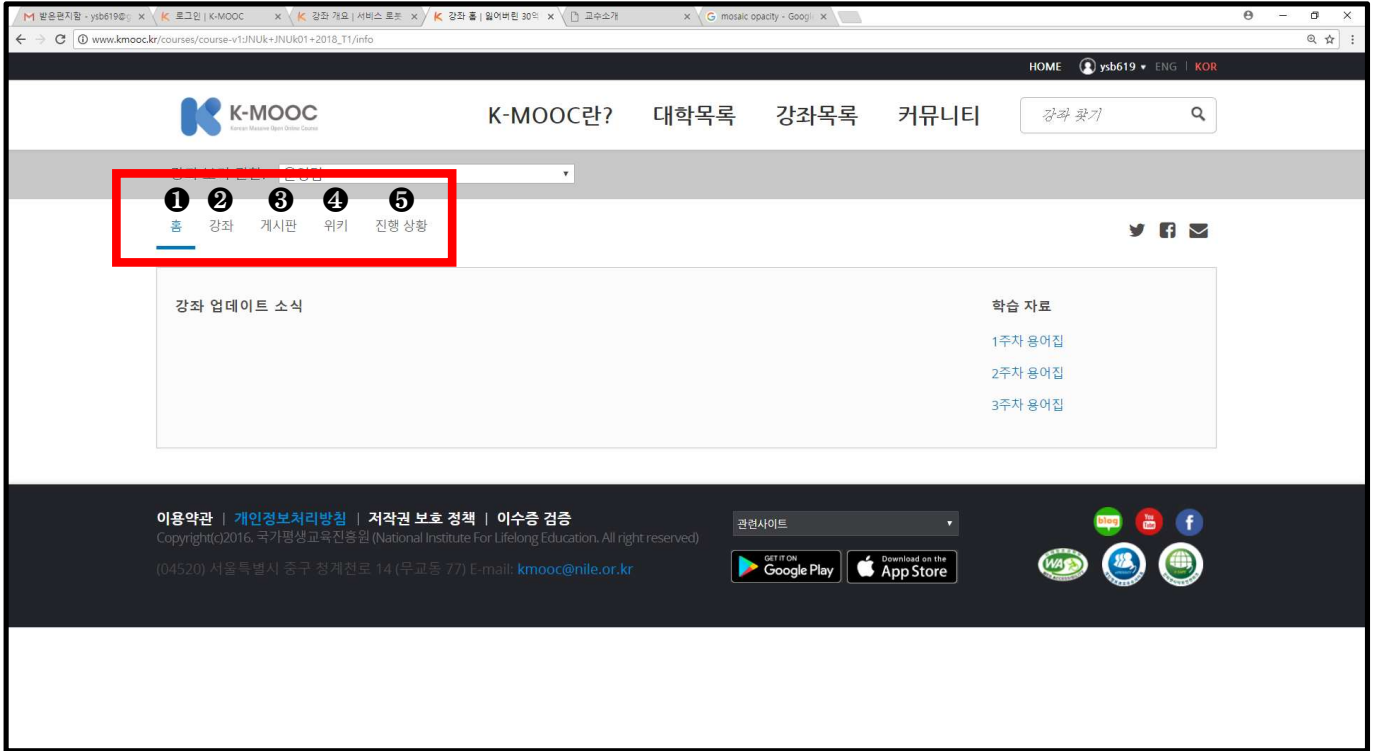 받은편지함 - ysb619@g
로그인 | K-MOOC
강좌 개요 | 서비스 로봇
강좌 홈 | 잃어버린 30억
교수소개
mosaic opacity - Googl
www.kmooc.kr/courses/course-v1:JNUk+JNUk01+2018_T1/info
HOME ysb619 ▾ ENG | KOR
K-MOOC
Korean Massive Open Online Course
K-MOOC란? 대학목록 강좌목록 커뮤니티 강좌 찾기
❶ ❷ ❸ ❹ ❺
홈 강좌 게시판 위키 진행 상황
강좌 업데이트 소식
학습 자료
1주차 용어집
2주차 용어집
3주차 용어집
이용약관 | 개인정보처리방침 | 저작권 보호 정책 | 이수증 검증
Copyright(c)2016. 국가평생교육진흥원 (National Institute For Lifelong Education. All right reserved)
(04520) 서울특별시 중구 청계천로 14 (무교동 77) E-mail: kmooc@nile.or.kr
관련사이트
GET IT ON
Google Play
Download on the
App Store
blog
You
Tube
f
WA